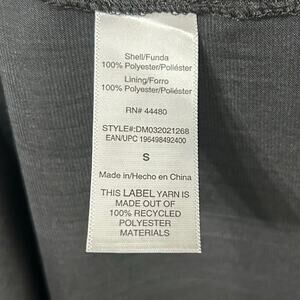 Shell/Funda
100% Polyester/Poliéster
Lining/Forro
100% Polyester/Poliéster
RN# 44480
STYLE#:DM032021268
EAN/UPC 196498492400
S
Made in/Hecho en China
THIS LABEL YARN IS
MADE OUT OF
100% RECYCLED
POLYESTER
MATERIALS